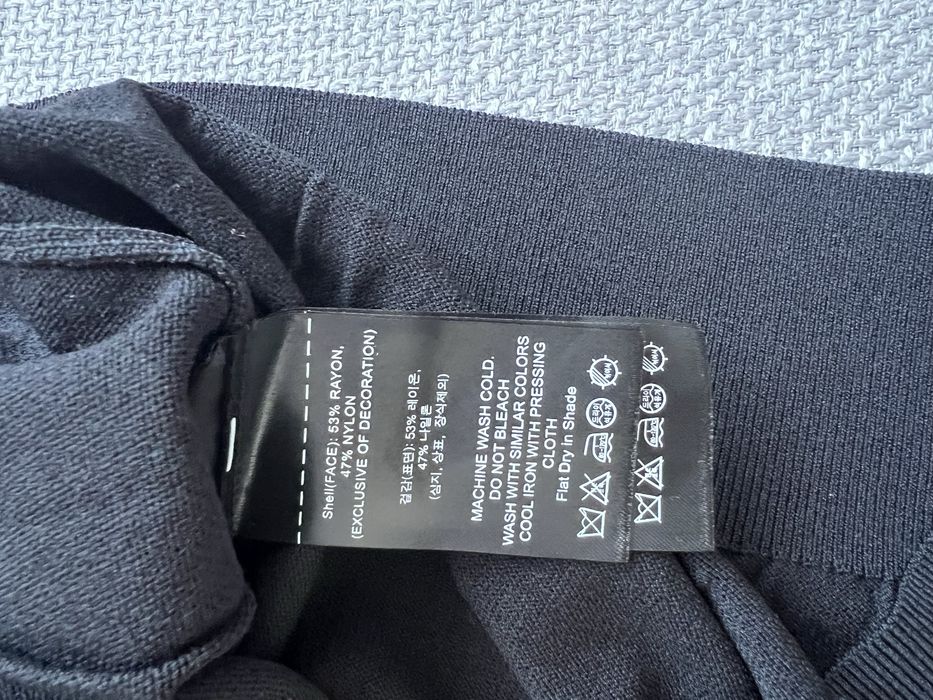 Shell(FACE): 53% RAYON,
47% NYLON
(EXCLUSIVE OF DECORATION)
겉감(표면): 53% 레이온,
47% 나일론
(심지, 상표, 장식제외)
MACHINE WASH COLD.
DO NOT BLEACH
WASH WITH SIMILAR COLORS
COOL IRON WITH PRESSING
CLOTH
Flat Dry in Shade